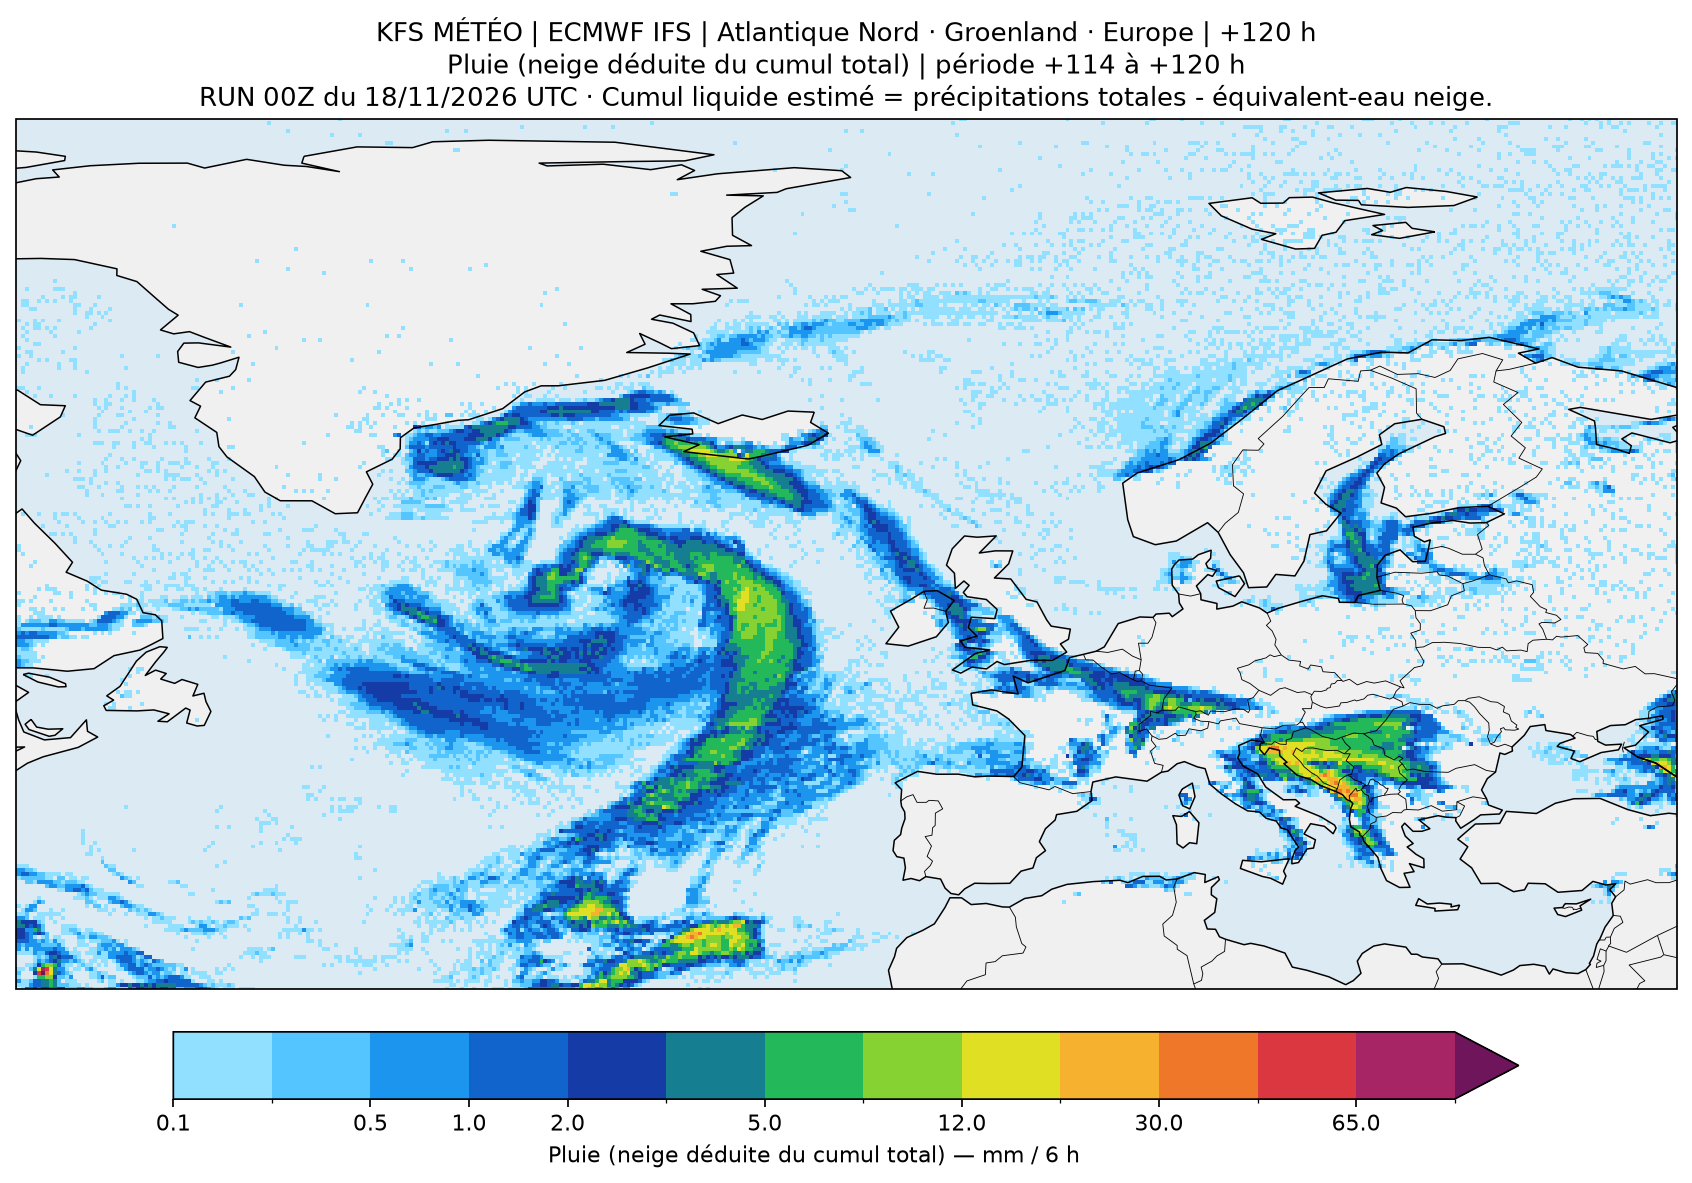 KFS MÉTÉO | ECMWF IFS | Atlantique Nord · Groenland · Europe | +120 h
Pluie (neige déduite du cumul total) | période +114 à +120 h
RUN 00Z du 18/11/2026 UTC · Cumul liquide estimé = précipitations totales - équivalent-eau neige.
0.1 0.5 1.0 2.0 5.0 12.0 30.0 65.0
Pluie (neige déduite du cumul total) — mm / 6 h